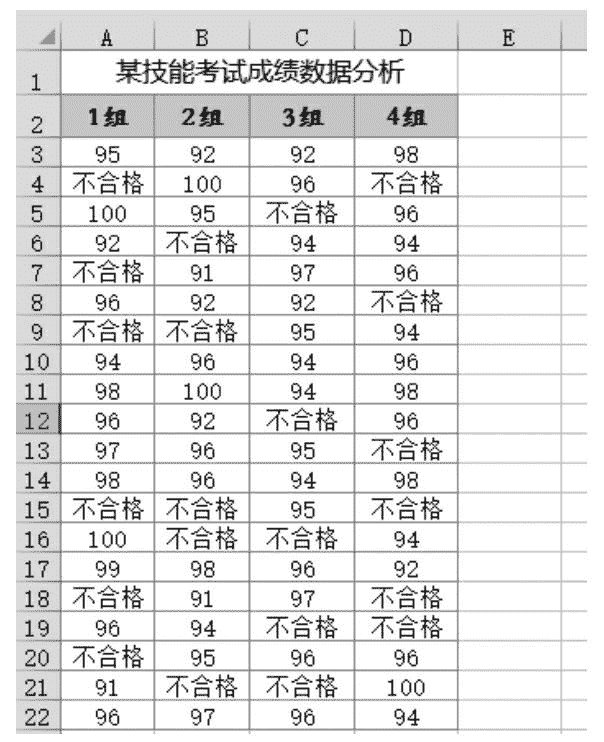 A B C D E
1 某技能考试成绩数据分析
2 1组 2组 3组 4组
3 95 92 92 98
4 不合格 100 96 不合格
5 100 95 不合格 96
6 92 不合格 94 94
7 不合格 91 97 96
8 96 92 92 不合格
9 不合格 不合格 95 94
10 94 96 94 96
11 98 100 94 98
12 96 92 不合格 96
13 97 96 95 不合格
14 98 96 94 98
15 不合格 不合格 95 不合格
16 100 不合格 不合格 94
17 99 98 96 92
18 不合格 91 97 不合格
19 96 94 不合格 不合格
20 不合格 95 96 96
21 91 不合格 不合格 100
22 96 97 96 94